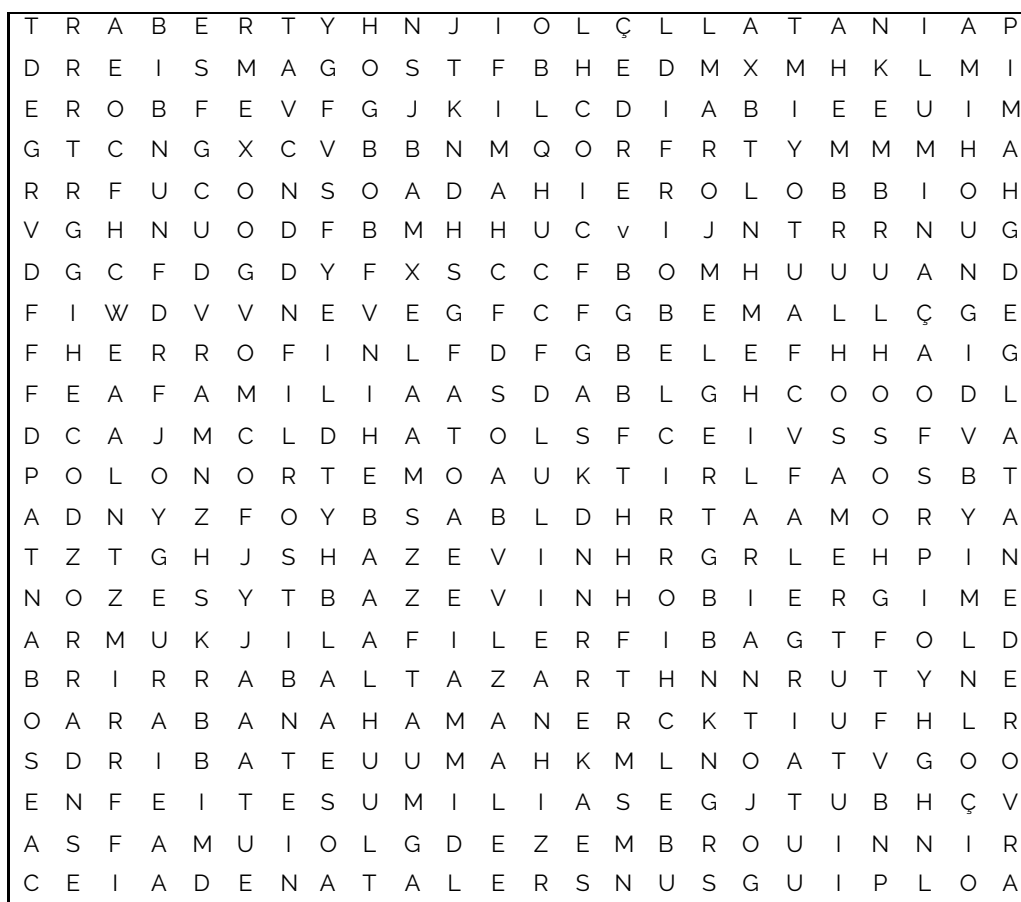 T R A B E R T Y H N J I O L Ç L L A T A N I A P
D R E I S M A G O S T F B H E D M X M H K L M I
E R O B F E V F G J K I L C D I A B I E E U I M
G T C N G X C V B B N M Q O R F R T Y M M M H A
R R F U C O N S O A D A H I E R O L O B B I O H
V G H N U O D F B M H H U C v I J N T R R N U G
D G C F D G D Y F X S C C F B O M H U U U A N D
F I W D V V N E V E G F C F G B E M A L L Ç G E
F H E R R O F I N L F D F G B E L E F H H A I G
F E A F A M I L I A A S D A B L G H C O O O D L
D C A J M C L D H A T O L S F C E I V S S F V A
P O L O N O R T E M O A U K T I R L F A O S B T
A D N Y Z F O Y B S A B L D H R T A A M O R Y A
T Z T G H J S H A Z E V I N H R G R L E H P I N
N O Z E S Y T B A Z E V I N H O B I E R G I M E
A R M U K J I L A F I L E R F I B A G T F O L D
B R I R R A B A L T A Z A R T H N N R U T Y N E
O A R A B A N A H A M A N E R C K T I U F H L R
S D R I B A T E U U M A H K M L N O A T V G O O
E N F E I T E S U M I L I A S E G J T U B H Ç V
A S F A M U I O L G D E Z E M B R O U I N N I R
C E I A D E N A T A L E R S N U S G U I P L O A